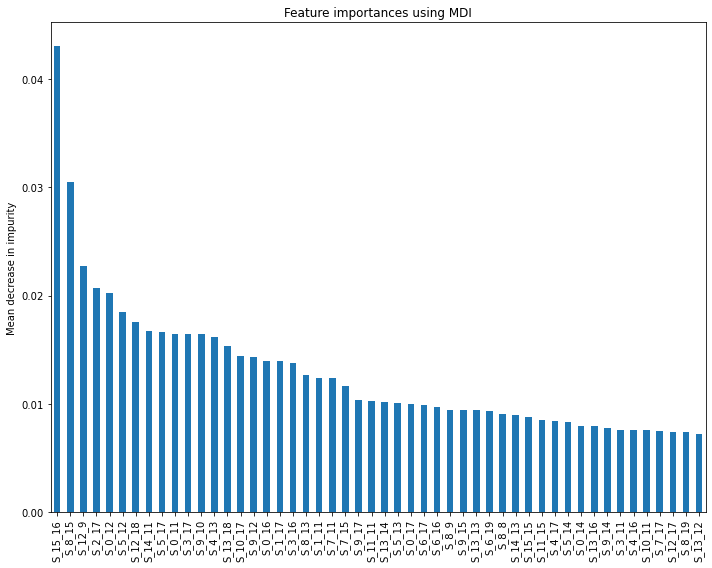 Feature importances using MDI
Mean decrease in impurity
0.04
0.03
0.02
0.01
0.00
S_15_16
S_8_15
S_12_9
S_2_17
S_0_12
S_5_12
S_12_18
S_14_11
S_5_17
S_0_11
S_3_17
S_9_10
S_4_13
S_13_18
S_10_17
S_9_12
S_0_16
S_1_17
S_3_16
S_8_13
S_1_11
S_7_11
S_7_15
S_9_17
S_11_11
S_13_14
S_5_13
S_0_17
S_6_17
S_6_16
S_8_9
S_9_15
S_13_13
S_6_19
S_8_8
S_14_13
S_15_15
S_11_15
S_4_17
S_5_14
S_0_14
S_13_16
S_9_14
S_3_11
S_4_16
S_10_11
S_7_17
S_12_17
S_8_19
S_13_12